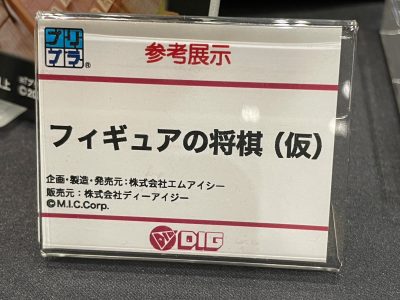 プリプラ®
参考展示
フィギュアの将棋（仮）
企画・製造・発売元：株式会社エムアイシー
販売元：株式会社ディーアイジー
©M.I.C.Corp.
DIG